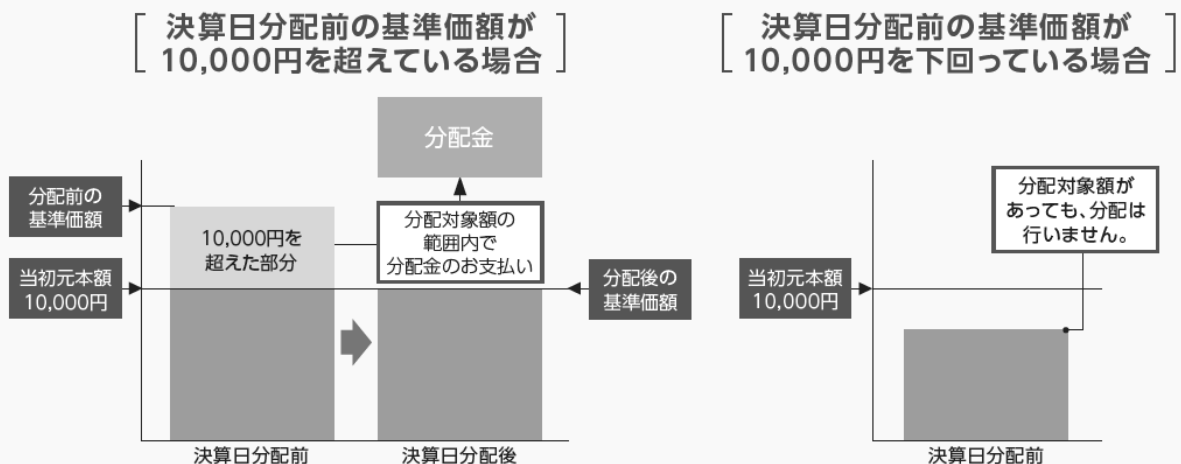 決算日分配前の基準価額が
10,000円を超えている場合
分配金
分配前の
基準価額
10,000円を
超えた部分
分配対象額の
範囲内で
分配金のお支払い
当初元本額
10,000円
分配後の
基準価額
決算日分配前
決算日分配後
決算日分配前の基準価額が
10,000円を下回っている場合
分配対象額が
あっても、分配は
行いません。
当初元本額
10,000円
決算日分配前